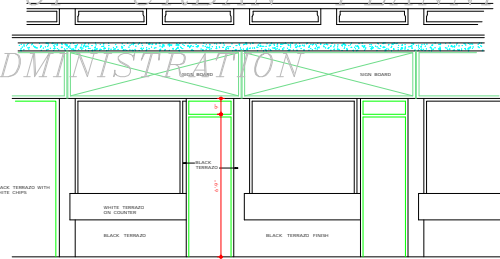 DMINISTRATION
SIGN BOARD
SIGN BOARD
BLACK
TERRAZO
ACK TERRAZO WITH
ITE CHIPS
WHITE TERRAZO
ON COUNTER
BLACK TERRAZO
BLACK TERRAZO FINISH